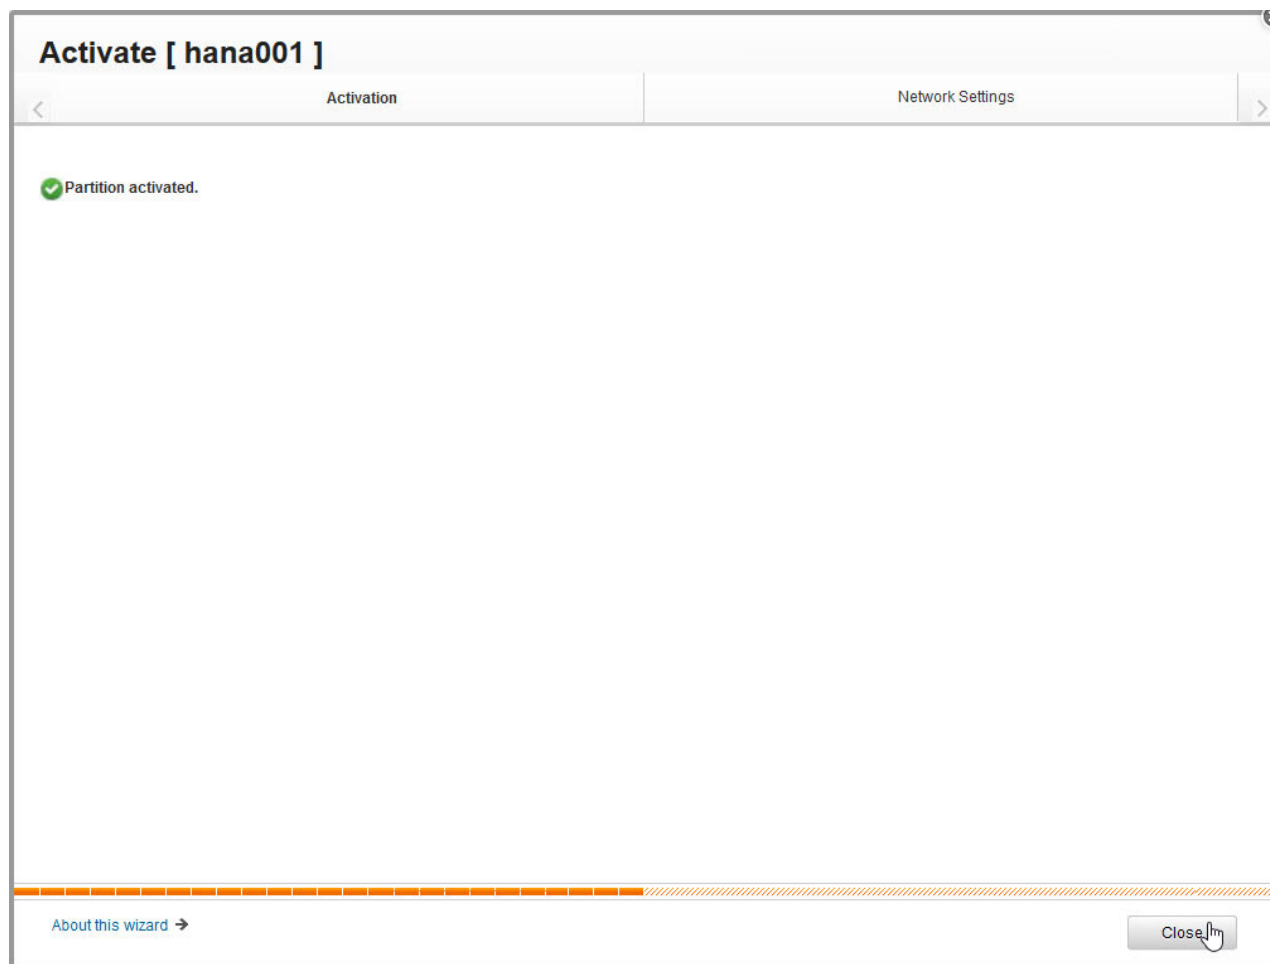 Activate [ hana001 ]
Activation
Network Settings
Partition activated.
About this wizard
Close